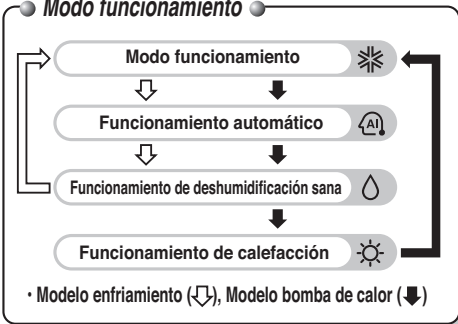 Modo funcionamiento
Modo funcionamiento
Funcionamiento automático
AI
Funcionamiento de deshumidificación sana
Funcionamiento de calefacción
· Modelo enfriamiento (⇩), Modelo bomba de calor (⬇)